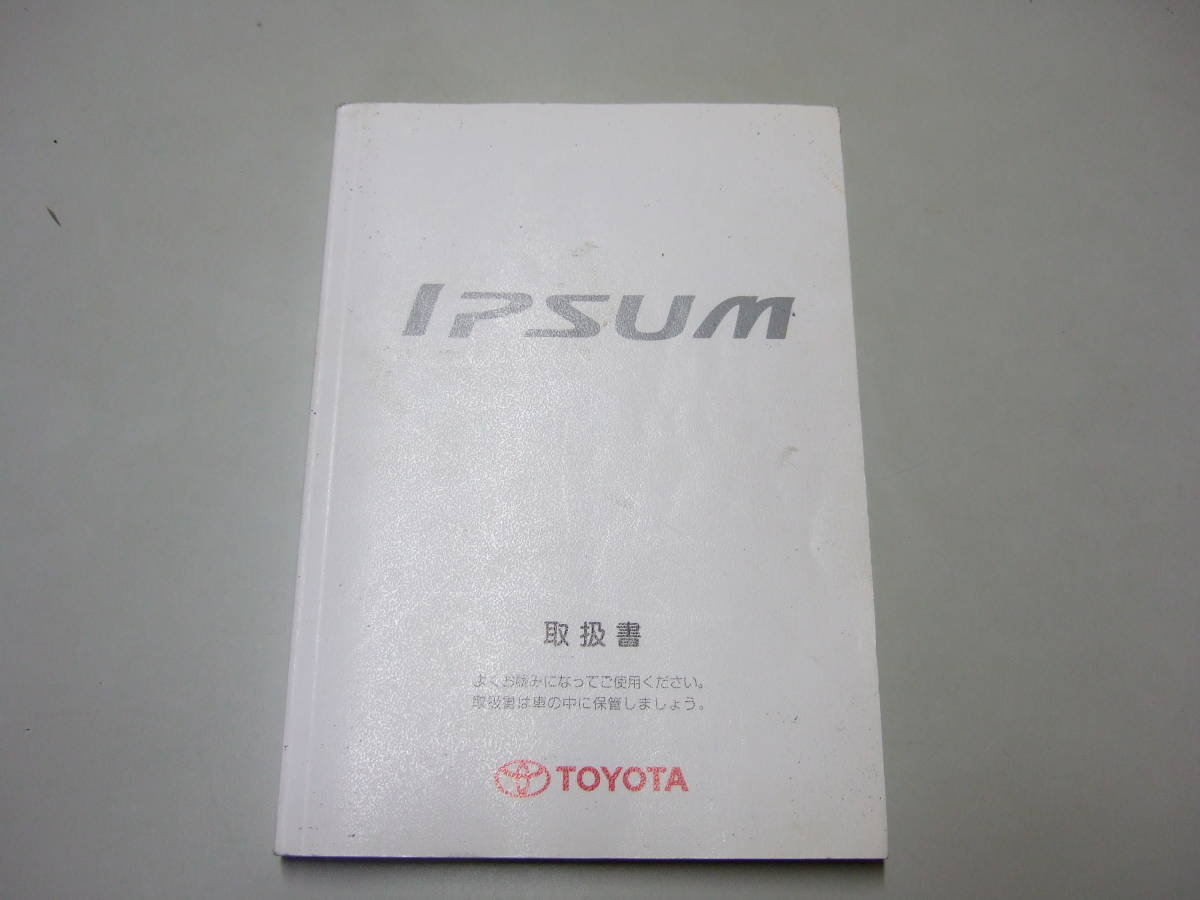 IPSUM
取扱書
よくお読みになってご使用ください。
取扱書は車の中に保管しましょう。
TOYOTA